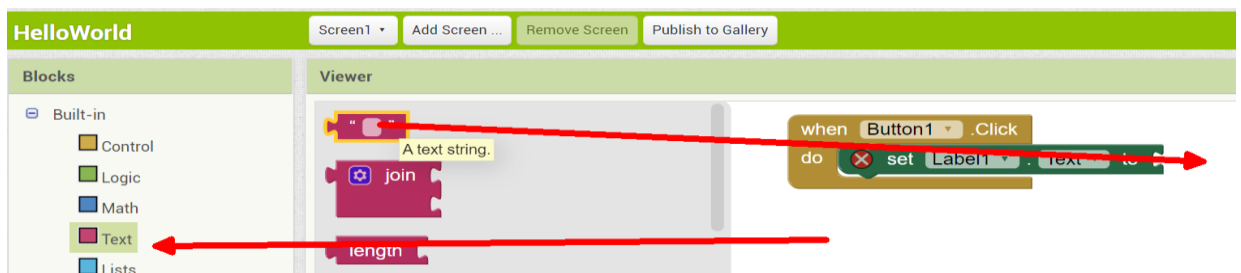 HelloWorld
Screen1 Add Screen ... Remove Screen Publish to Gallery
Blocks
Viewer
Built-in
Control
Logic
Math
Text
Lists
" "
A text string.
join
length
when Button1 .Click
do set Label1 . Text to